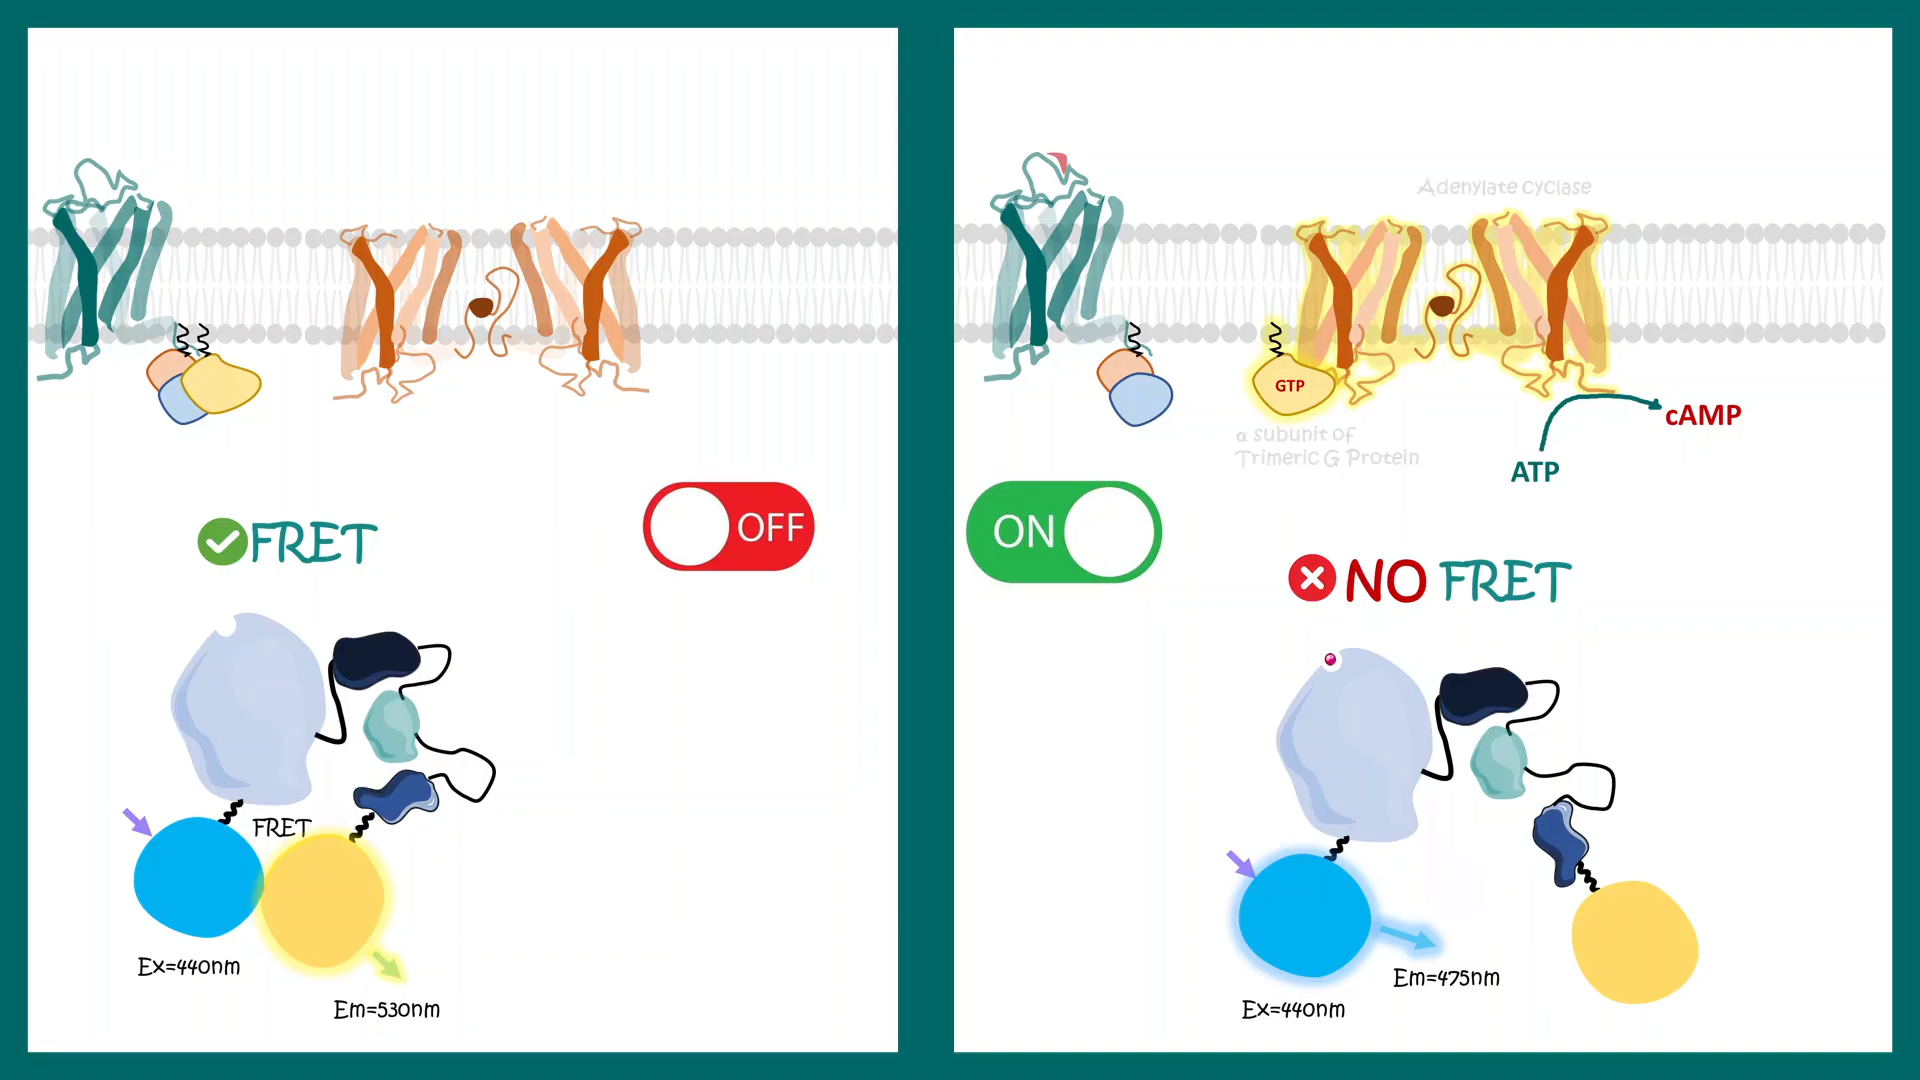 FRET
OFF
FRET
Ex=440nm
Em=530nm
Adenylate cyclase
GTP
α subunit of
Trimeric G Protein
cAMP
ATP
ON
NO FRET
Em=475nm
Ex=440nm